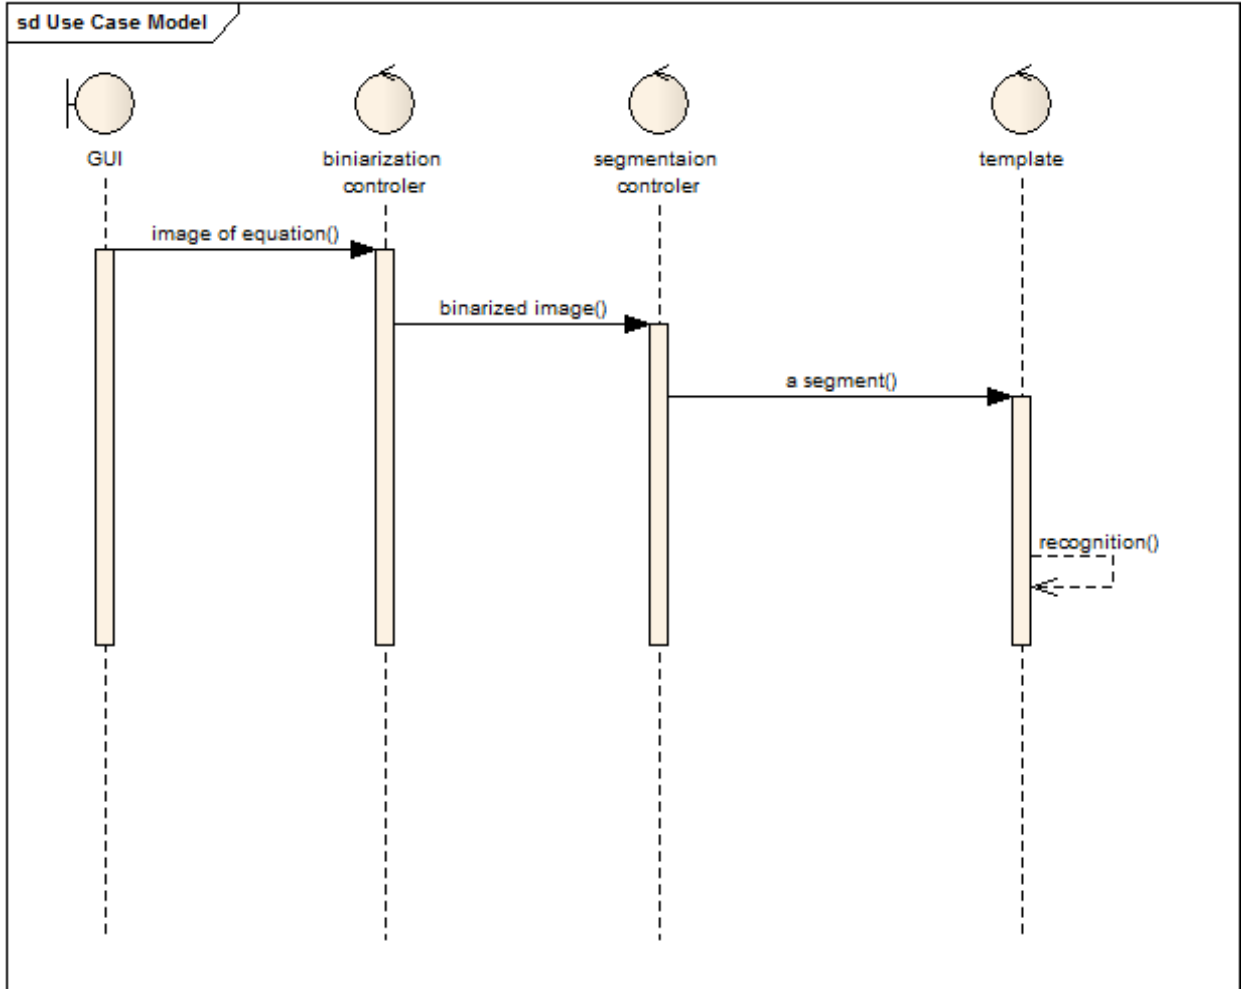 sd Use Case Model
GUI
biniarization
controler
segmentaion
controler
template
image of equation()
binarized image()
a segment()
recognition()